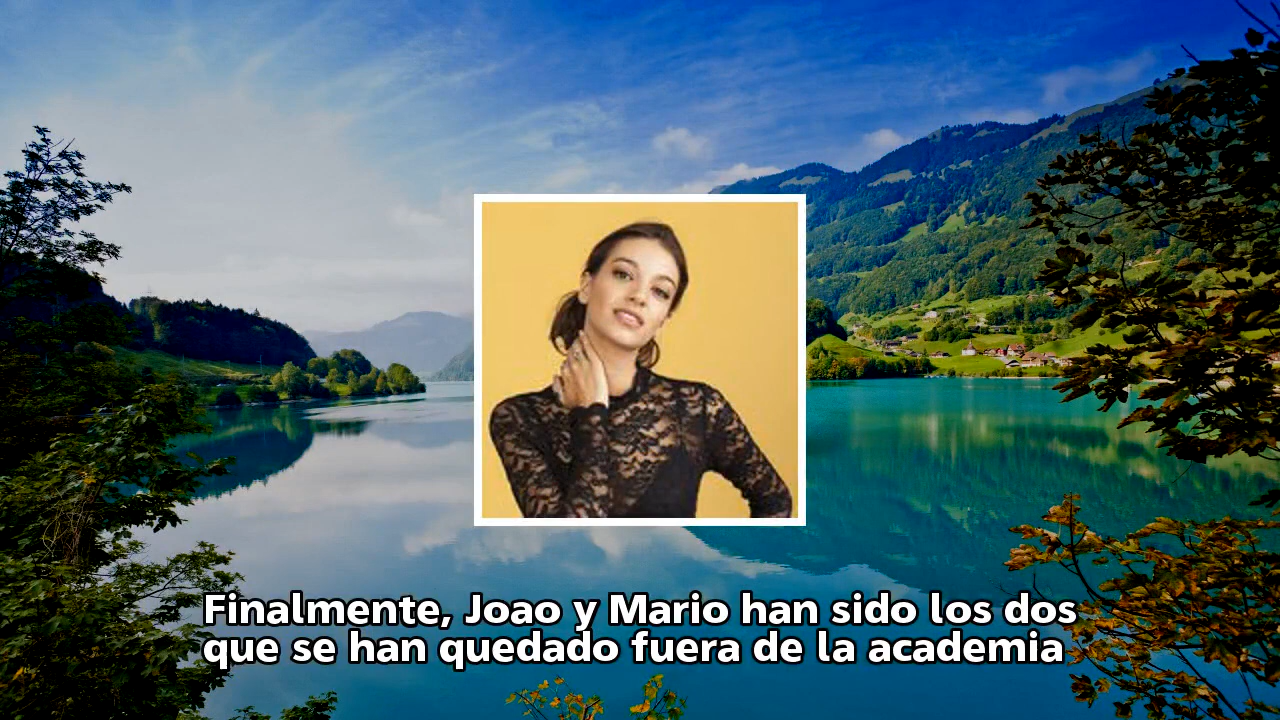 Finalmente, Joao y Mario han sido los dos
que se han quedado fuera de la academia